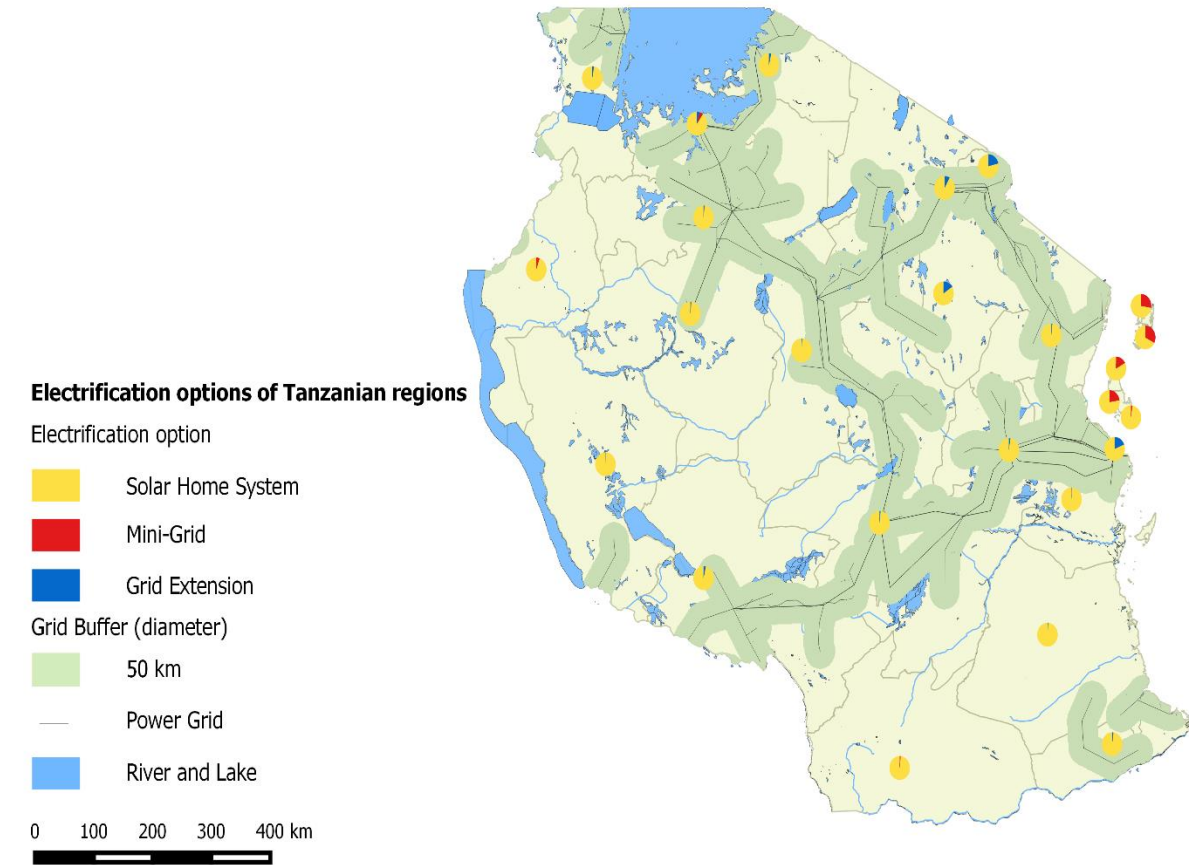 Electrification options of Tanzanian regions
Electrification option
Solar Home System
Mini-Grid
Grid Extension
Grid Buffer (diameter)
50 km
Power Grid
River and Lake
0 100 200 300 400 km